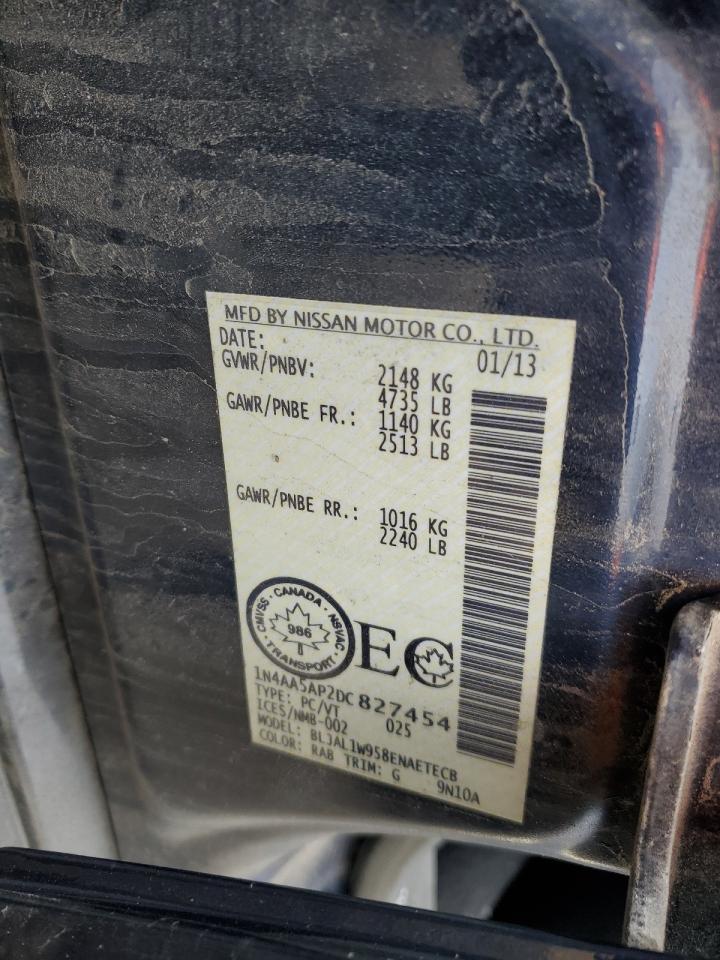 MFD BY NISSAN MOTOR CO., LTD.
DATE: 01/13
GVWR/PNBV: 2148 KG
4735 LB
GAWR/PNBE FR.: 1140 KG
2513 LB
GAWR/PNBE RR.: 1016 KG
2240 LB
CMVSS · CANADA · NSVAC
986
TRANSPORT
EC
1N4AA5AP2DC827454
TYPE: PC/VT 025
ICES/NMB-002
MODEL: BLJAL1W958ENAETECB
COLOR: RAB TRIM: G 9N10A